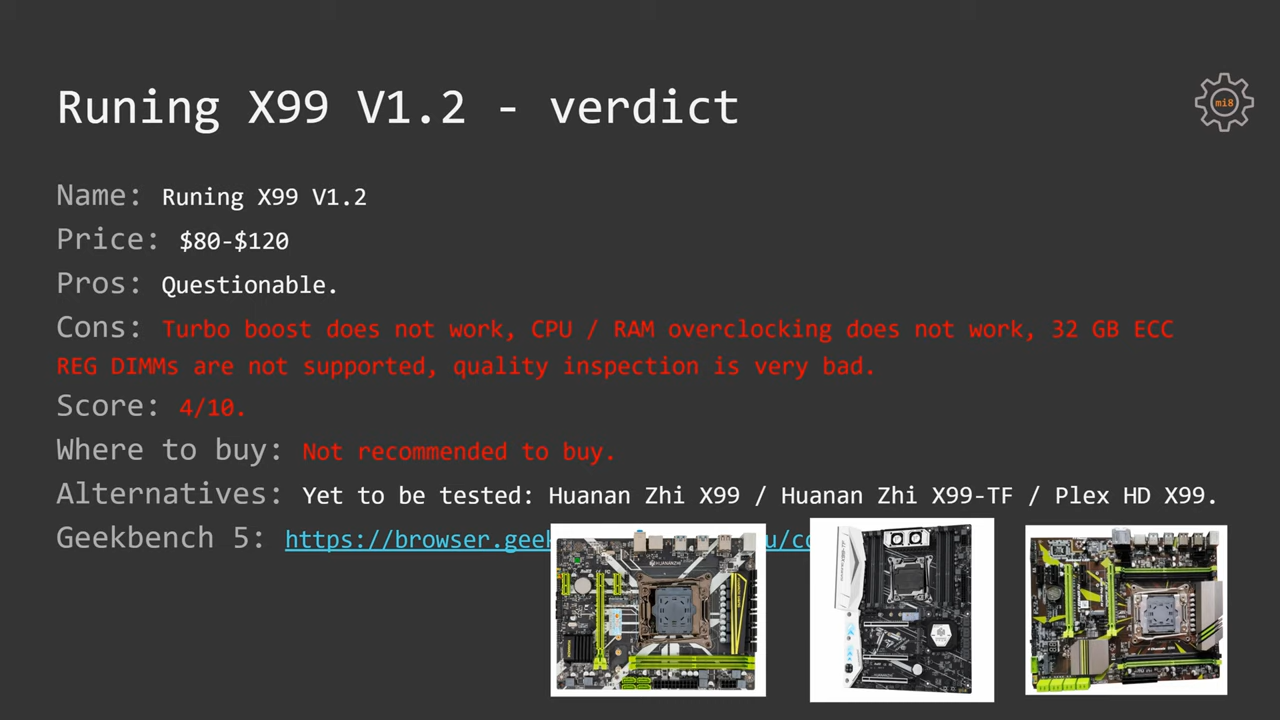 Runing X99 V1.2 - verdict
mi8
Name: Runing X99 V1.2
Price: $80-$120
Pros: Questionable.
Cons: Turbo boost does not work, CPU / RAM overclocking does not work, 32 GB ECC
REG DIMMs are not supported, quality inspection is very bad.
Score: 4/10.
Where to buy: Not recommended to buy.
Alternatives: Yet to be tested: Huanan Zhi X99 / Huanan Zhi X99-TF / Plex HD X99.
Geekbench 5: https://browser.geek
HUANANZHI